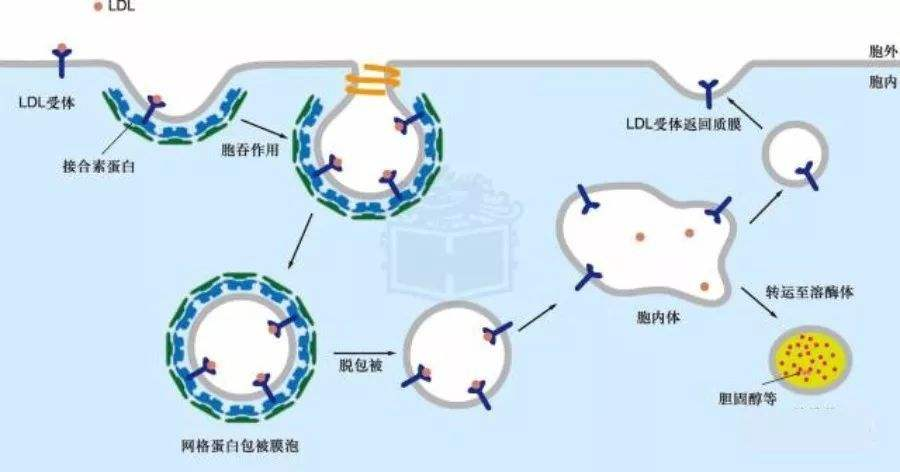 LDL
胞外
胞内
LDL受体
LDL受体返回质膜
胞吞作用
接合素蛋白
转运至溶酶体
胞内体
脱包被
胆固醇等
网格蛋白包被膜泡